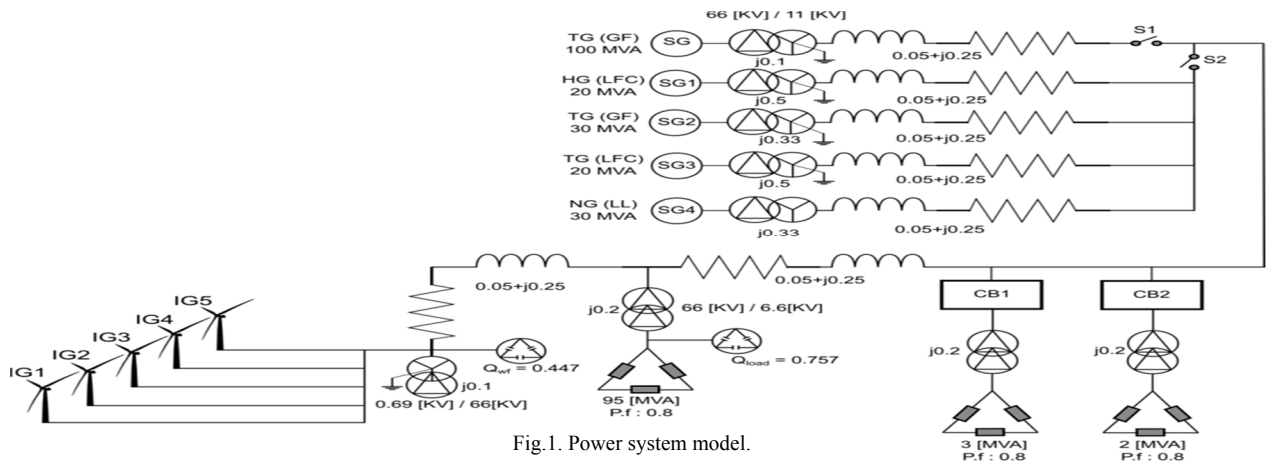 66 [KV] / 11 [KV]
TG (GF)
100 MVA
SG
j0.1
0.05+j0.25
S1
S2
HG (LFC)
20 MVA
SG1
j0.5
0.05+j0.25
TG (GF)
30 MVA
SG2
j0.33
0.05+j0.25
TG (LFC)
20 MVA
SG3
j0.5
0.05+j0.25
NG (LL)
30 MVA
SG4
j0.33
0.05+j0.25
0.05+j0.25
0.05+j0.25
CB1
CB2
j0.2
66 [KV] / 6.6[KV]
IG5
IG4
IG3
IG2
IG1
Qwf = 0.447
Qload = 0.757
j0.2
j0.2
j0.1
0.69 [KV] / 66[KV]
95 [MVA]
P.f : 0.8
3 [MVA]
P.f : 0.8
2 [MVA]
P.f : 0.8
Fig.1. Power system model.